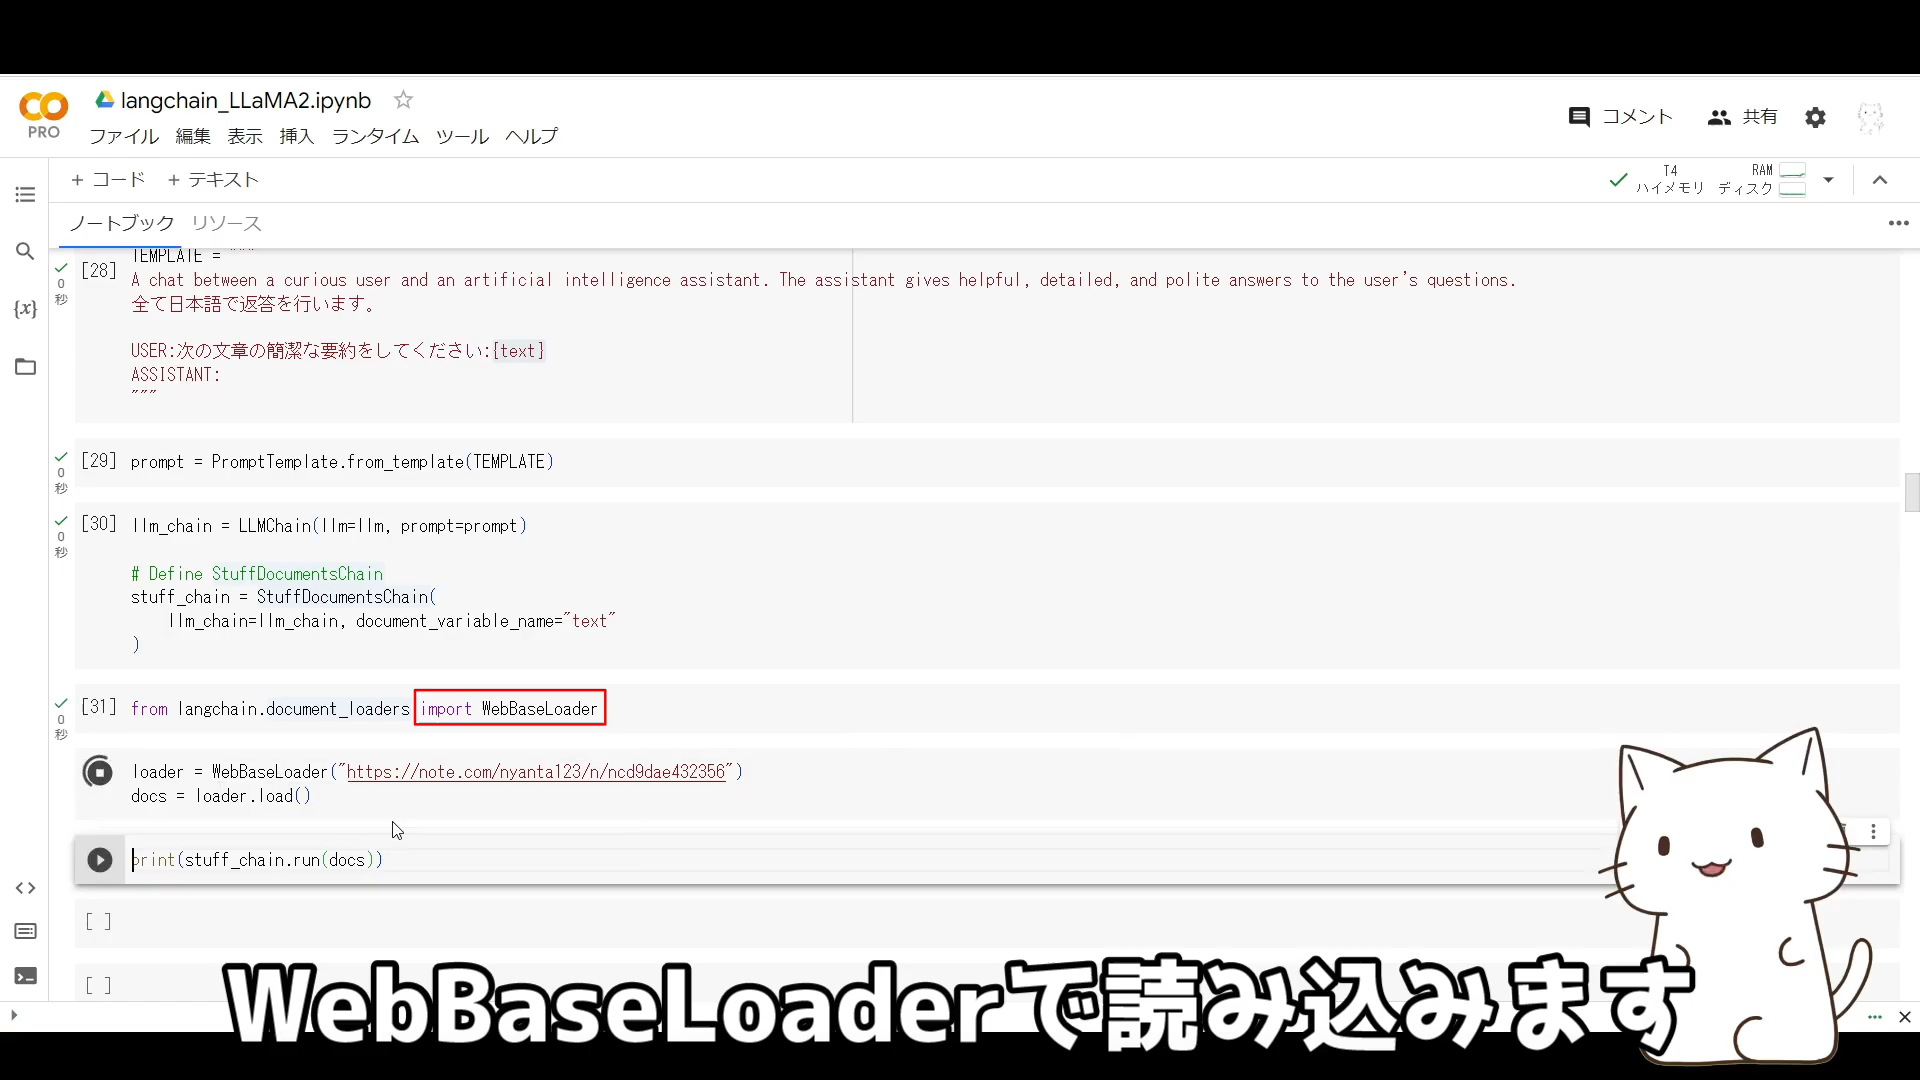 langchain_LLaMA2.ipynb
PRO
ファイル 編集 表示 挿入 ランタイム ツール ヘルプ
コメント 共有
+ コード + テキスト
T4 RAM
ハイメモリ ディスク
ノートブック リソース
TEMPLATE = """
[28]
0
秒
A chat between a curious user and an artificial intelligence assistant. The assistant gives helpful, detailed, and polite answers to the user's questions.
全て日本語で返答を行います。
USER:次の文章の簡潔な要約をしてください:{text}
ASSISTANT:
"""
[29] prompt = PromptTemplate.from_template(TEMPLATE)
0
秒
[30] llm_chain = LLMChain(llm=llm, prompt=prompt)
0
秒
# Define StuffDocumentsChain
stuff_chain = StuffDocumentsChain(
llm_chain=llm_chain, document_variable_name="text"
)
[31] from langchain.document_loaders import WebBaseLoader
0
秒
loader = WebBaseLoader("https://note.com/nyanta123/n/ncd9dae432356")
docs = loader.load()
print(stuff_chain.run(docs))
[ ]
[ ]
WebBaseLoaderで読み込みます